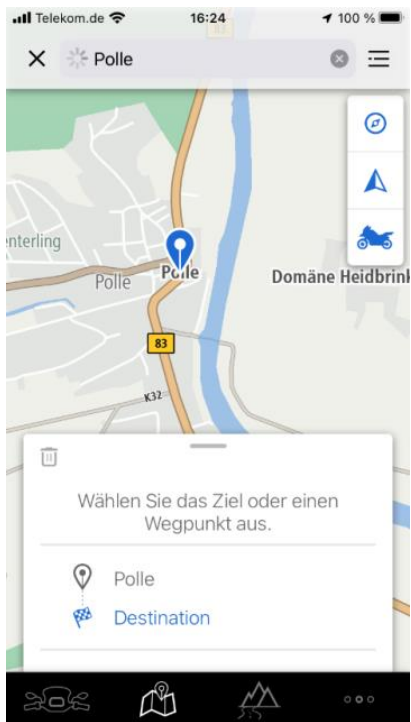 Telekom.de 16:24 100 %
Polle
enterling
Polle
Polle
Domäne Heidbrink
83
K32
Wählen Sie das Ziel oder einen
Wegpunkt aus.
Polle
Destination